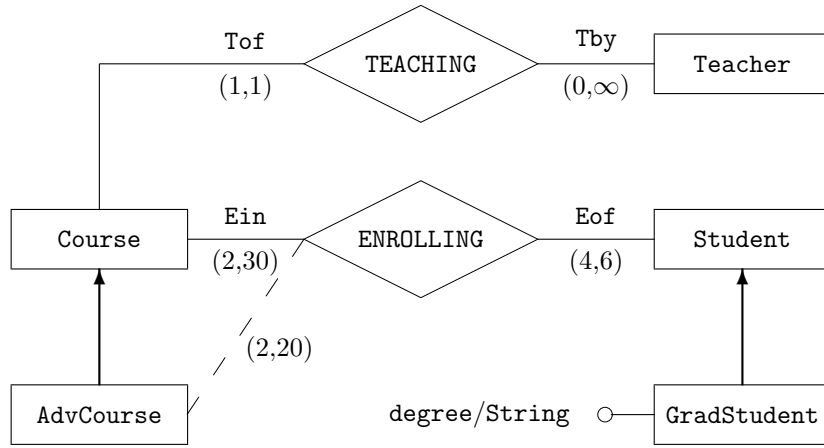 Tof
Tby
TEACHING
Teacher
(1,1)
(0,∞)
Ein
Eof
Course
ENROLLING
Student
(2,30)
(4,6)
(2,20)
AdvCourse
degree/String
GradStudent